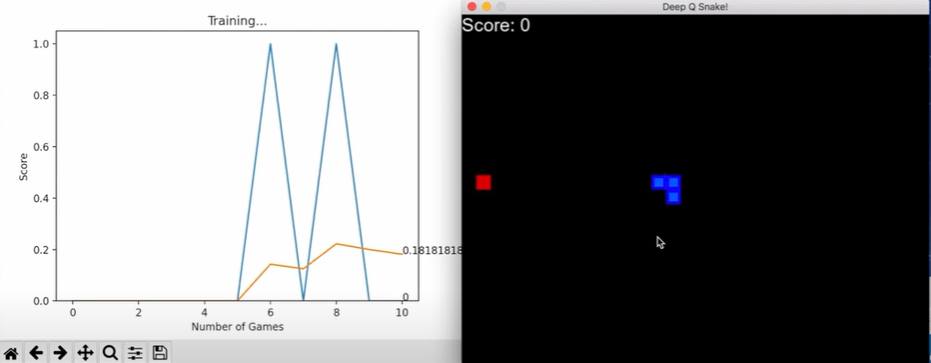 Training...
1.0
0.8
0.6
0.4
0.2
0.0
Score
0.18181818
0
0 2 4 6 8 10
Number of Games
Deep Q Snake!
Score: 0